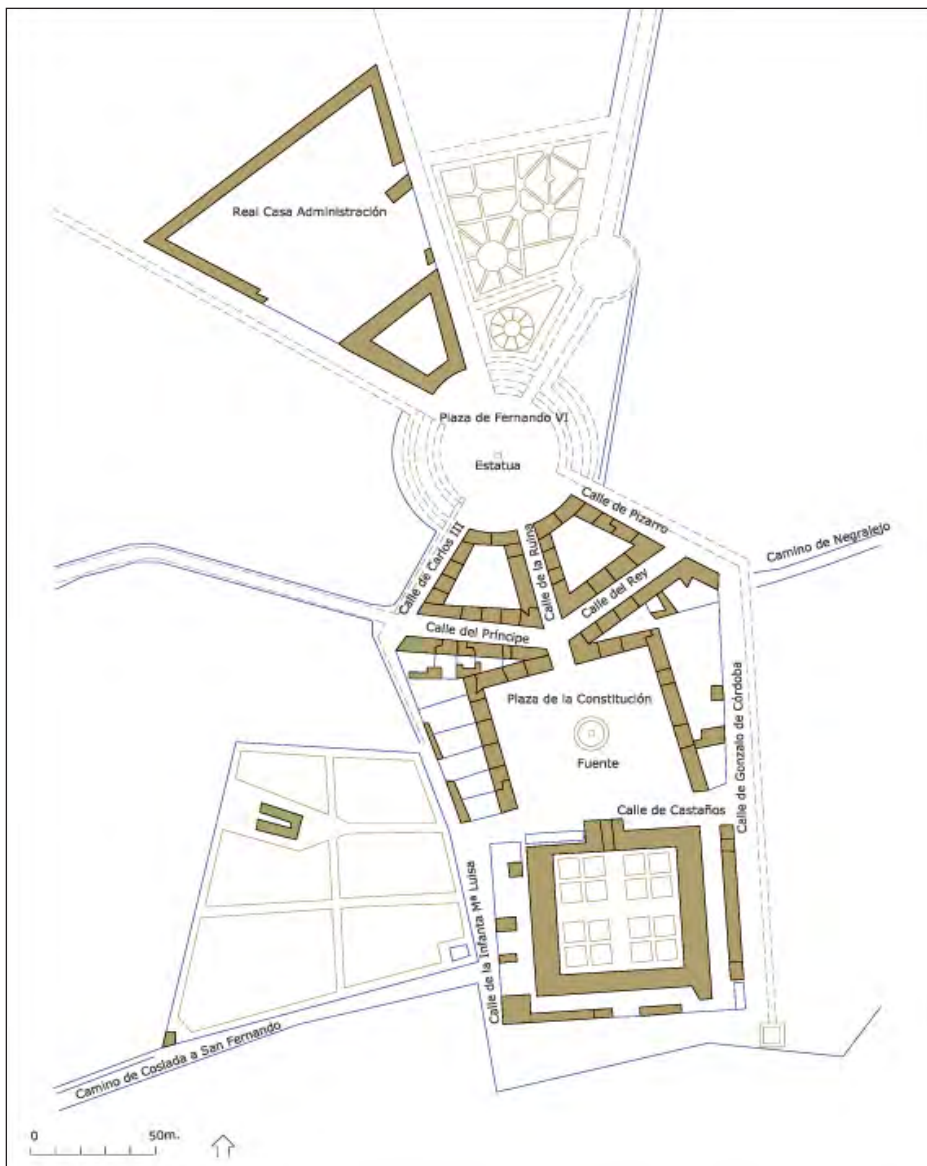 Real Casa Administración
Plaza de Fernando VI
Estatua
Calle de Pizarro
Calle de Carlos III
Calle de la Ruina
Camino de Negralejo
Calle del Rey
Calle del Príncipe
Plaza de la Constitución
Fuente
Calle de Gonzalo de Córdoba
Calle de Castaños
Calle de la Infanta Mª Luisa
Camino de Coslada a San Fernando
0 50m.